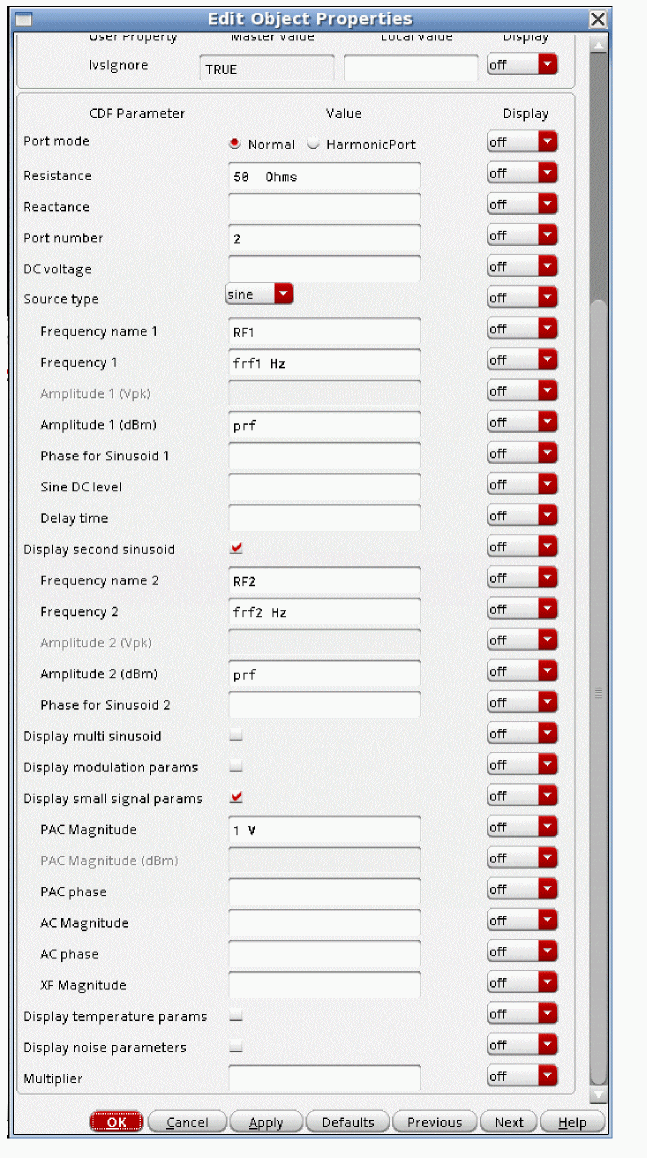 Edit Object Properties
User Property Master Value Local Value Display
lvsIgnore TRUE off
CDF Parameter Value Display
Port mode Normal HarmonicPort off
Resistance 50 Ohms off
Reactance off
Port number 2 off
DC voltage off
Source type sine off
Frequency name 1 RF1 off
Frequency 1 frf1 Hz off
Amplitude 1 (Vpk) off
Amplitude 1 (dBm) prf off
Phase for Sinusoid 1 off
Sine DC level off
Delay time off
Display second sinusoid off
Frequency name 2 RF2 off
Frequency 2 frf2 Hz off
Amplitude 2 (Vpk) off
Amplitude 2 (dBm) prf off
Phase for Sinusoid 2 off
Display multi sinusoid off
Display modulation params off
Display small signal params off
PAC Magnitude 1 V off
PAC Magnitude (dBm) off
PAC phase off
AC Magnitude off
AC phase off
XF Magnitude off
Display temperature params off
Display noise parameters off
Multiplier off
OK Cancel Apply Defaults Previous Next Help